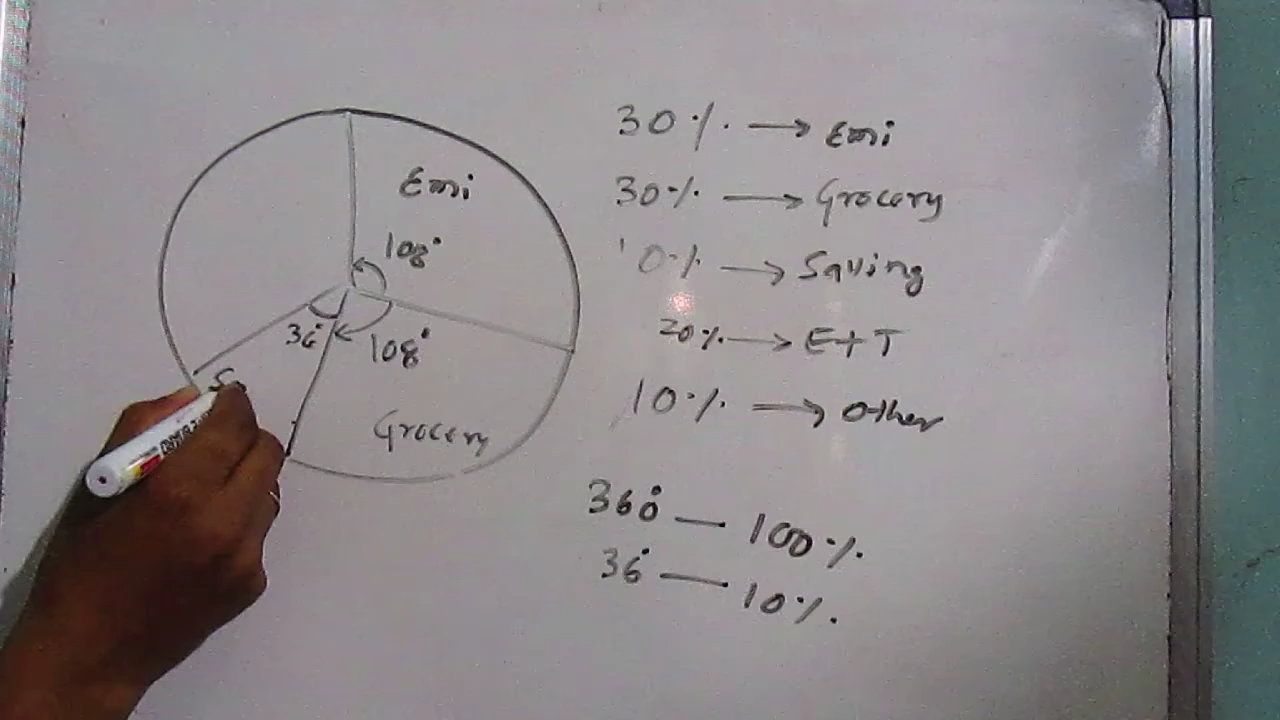 Emi
108°
36°
108°
Grocery
S
30% → Emi
30% → Grocery
10% → Saving
20% → E+T
10% → Other
360° — 100%
36° — 10%